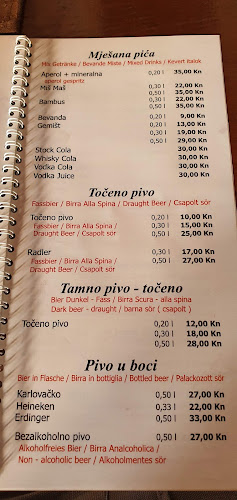 Mješana pića
Mix Getränke / Bevande Miste / Mixed Drinks / Kevert italok
Aperol + mineralna 0,20 l 35,00 Kn
aperol gespritz
Miš Maš 0,30 l 22,00 Kn
0,50 l 35,00 Kn
Bambus 0,30 l 22,00 Kn
0,50 l 35,00 Kn
Bevanda 0,20 l 9,00 Kn
Gemišt 0,20 l 13,00 Kn
0,30 l 19,00 Kn
0,50 l 29,00 Kn
Stock Cola 30,00 Kn
Whisky Cola 30,00 Kn
Vodka Cola 30,00 Kn
Vodka Juice 30,00 Kn
Točeno pivo
Fassbier / Birra Alla Spina / Draught Beer / Csapolt sör
Točeno pivo 0,20 l 10,00 Kn
Fassbier / Birra Alla Spina / 0,30 l 15,00 Kn
Draught Beer / Csapolt sör 0,50 l 25,00 Kn
Radler 0,30 l 17,00 Kn
Fassbier / Birra Alla Spina / 0,50 l 27,00 Kn
Draught Beer / Csapolt sör
Tamno pivo - točeno
Bier Dunkel - Fass / Birra Scura - alla spina
Dark beer - draught / barna sör ( csapolt )
Točeno pivo 0,20 l 12,00 Kn
0,30 l 18,00 Kn
0,50 l 28,00 Kn
Pivo u boci
Bier in Flasche / Birra in bottiglia / Bottled beer / Palackozott sör
Karlovačko 0,50 l 27,00 Kn
Heineken 0,33 l 22,00 Kn
Erdinger 0,50 l 33,00 Kn
Bezalkoholno pivo 0,50 l 27,00 Kn
Alkoholfreies Bier / Birra Analcoholica /
Non - alcoholic beer / Alkoholmentes sör